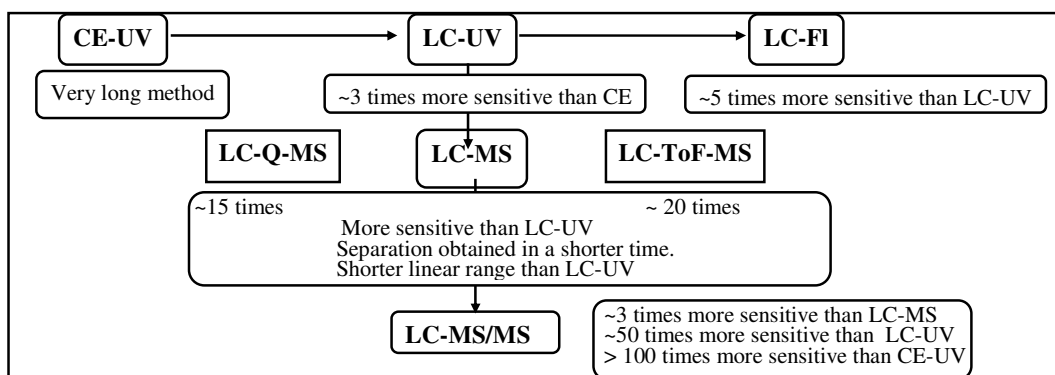 CE-UV
LC-UV
LC-Fl
Very long method
~3 times more sensitive than CE
~5 times more sensitive than LC-UV
LC-Q-MS
LC-MS
LC-ToF-MS
~15 times
~ 20 times
More sensitive than LC-UV
Separation obtained in a shorter time.
Shorter linear range than LC-UV
LC-MS/MS
~3 times more sensitive than LC-MS
~50 times more sensitive than LC-UV
> 100 times more sensitive than CE-UV